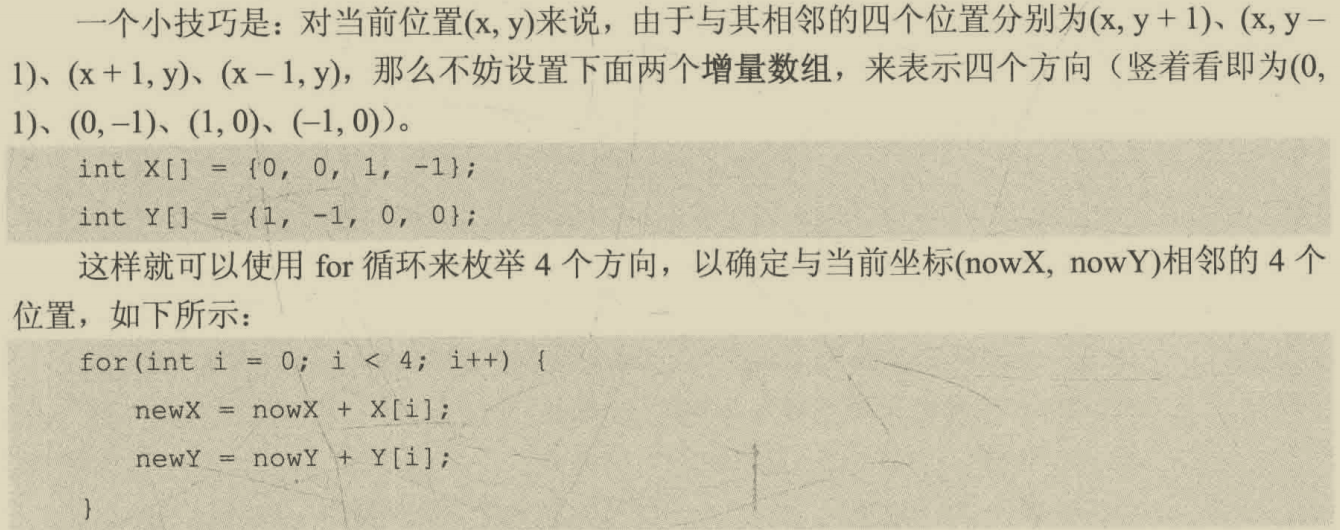 一个小技巧是：对当前位置(x, y)来说，由于与其相邻的四个位置分别为(x, y + 1)、(x, y –
1)、(x + 1, y)、(x – 1, y)，那么不妨设置下面两个增量数组，来表示四个方向（竖着看即为(0,
1)、(0, –1)、(1, 0)、(–1, 0)）。
int X[] = {0, 0, 1, -1};
int Y[] = {1, -1, 0, 0};
这样就可以使用 for 循环来枚举 4 个方向，以确定与当前坐标(nowX, nowY)相邻的 4 个
位置，如下所示：
for(int i = 0; i < 4; i++) {
newX = nowX + X[i];
newY = nowY + Y[i];
}